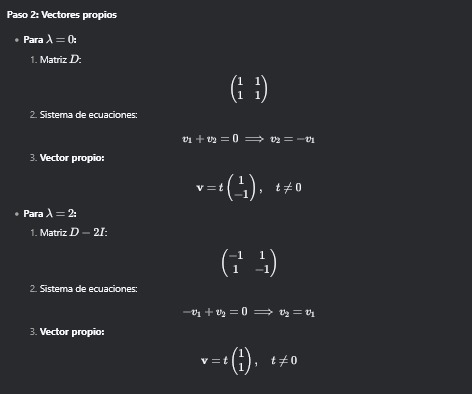 Paso 2: Vectores propios
• Para λ = 0:
1. Matriz D:
(1 1
1 1)
2. Sistema de ecuaciones:
v₁ + v₂ = 0 ⟹ v₂ = −v₁
3. Vector propio:
v = t (1
−1), t ≠ 0
• Para λ = 2:
1. Matriz D − 2I:
(−1 1
1 −1)
2. Sistema de ecuaciones:
−v₁ + v₂ = 0 ⟹ v₂ = v₁
3. Vector propio:
v = t (1
1), t ≠ 0